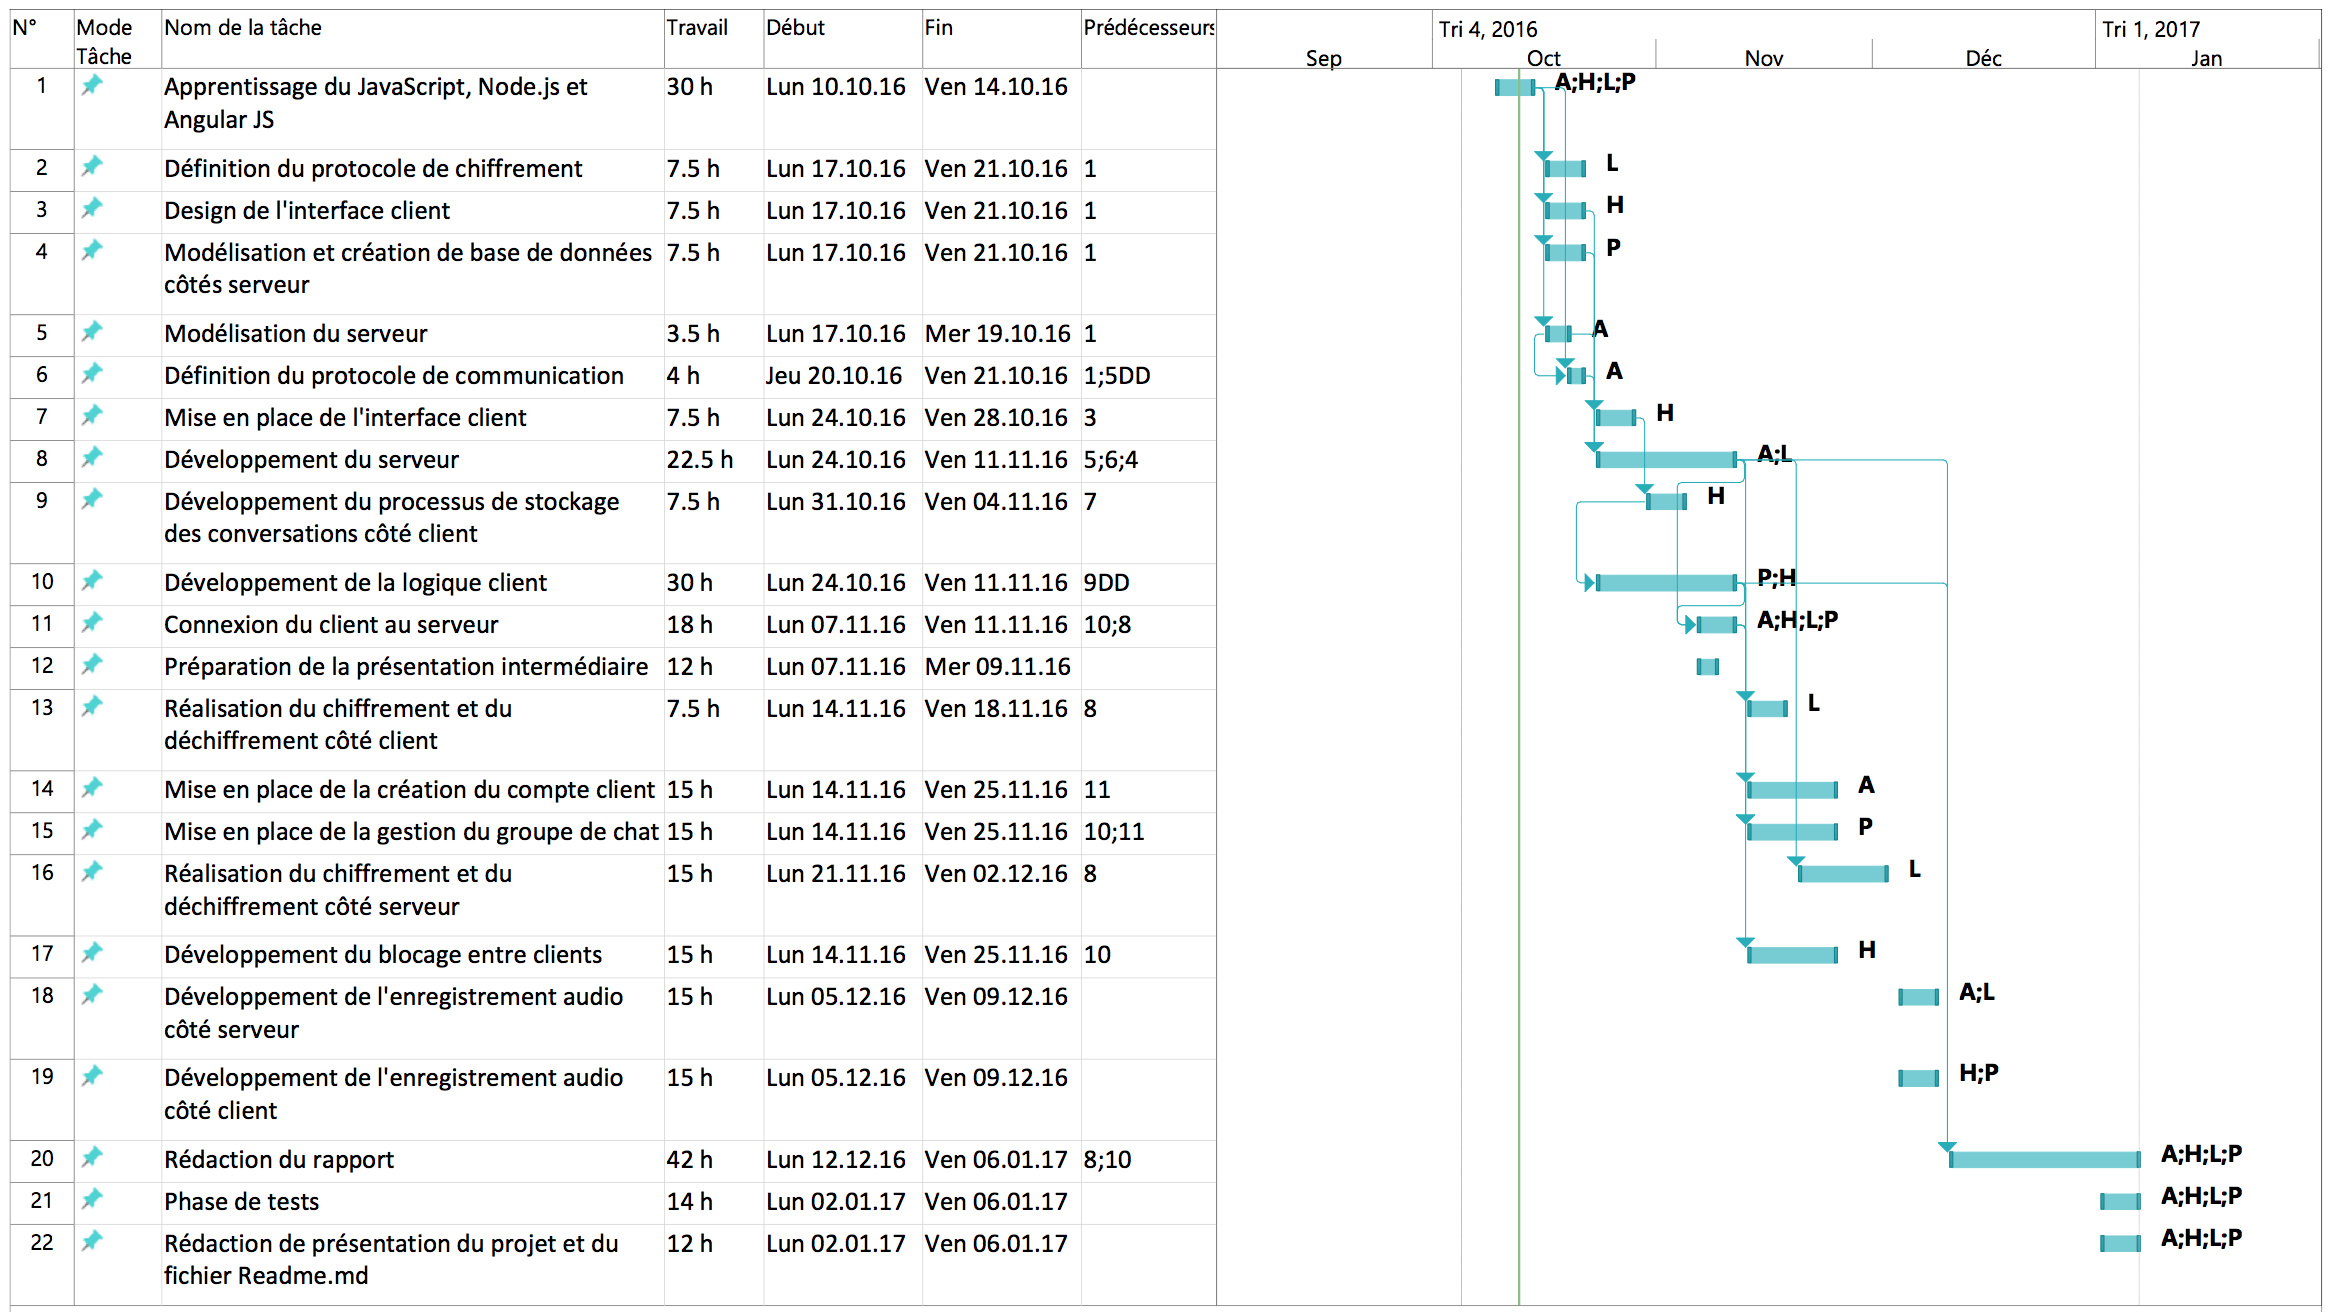 N° Mode Tâche Nom de la tâche Travail Début Fin Prédécesseurs
Tri 4, 2016 Tri 1, 2017
Sep Oct Nov Déc Jan
1 Apprentissage du JavaScript, Node.js et 30 h Lun 10.10.16 Ven 14.10.16 A;H;L;P
Angular JS
2 Définition du protocole de chiffrement 7.5 h Lun 17.10.16 Ven 21.10.16 1 L
3 Design de l'interface client 7.5 h Lun 17.10.16 Ven 21.10.16 1 H
4 Modélisation et création de base de données 7.5 h Lun 17.10.16 Ven 21.10.16 1 P
côtés serveur
5 Modélisation du serveur 3.5 h Lun 17.10.16 Mer 19.10.16 1 A
6 Définition du protocole de communication 4 h Jeu 20.10.16 Ven 21.10.16 1;5DD A
7 Mise en place de l'interface client 7.5 h Lun 24.10.16 Ven 28.10.16 3 H
8 Développement du serveur 22.5 h Lun 24.10.16 Ven 11.11.16 5;6;4 A;L
9 Développement du processus de stockage 7.5 h Lun 31.10.16 Ven 04.11.16 7 H
des conversations côté client
10 Développement de la logique client 30 h Lun 24.10.16 Ven 11.11.16 9DD P;H
11 Connexion du client au serveur 18 h Lun 07.11.16 Ven 11.11.16 10;8 A;H;L;P
12 Préparation de la présentation intermédiaire 12 h Lun 07.11.16 Mer 09.11.16
13 Réalisation du chiffrement et du 7.5 h Lun 14.11.16 Ven 18.11.16 8 L
déchiffrement côté client
14 Mise en place de la création du compte client 15 h Lun 14.11.16 Ven 25.11.16 11 A
15 Mise en place de la gestion du groupe de chat 15 h Lun 14.11.16 Ven 25.11.16 10;11 P
16 Réalisation du chiffrement et du 15 h Lun 21.11.16 Ven 02.12.16 8 L
déchiffrement côté serveur
17 Développement du blocage entre clients 15 h Lun 14.11.16 Ven 25.11.16 10 H
18 Développement de l'enregistrement audio 15 h Lun 05.12.16 Ven 09.12.16 A;L
côté serveur
19 Développement de l'enregistrement audio 15 h Lun 05.12.16 Ven 09.12.16 H;P
côté client
20 Rédaction du rapport 42 h Lun 12.12.16 Ven 06.01.17 8;10 A;H;L;P
21 Phase de tests 14 h Lun 02.01.17 Ven 06.01.17 A;H;L;P
22 Rédaction de présentation du projet et du 12 h Lun 02.01.17 Ven 06.01.17 A;H;L;P
fichier Readme.md